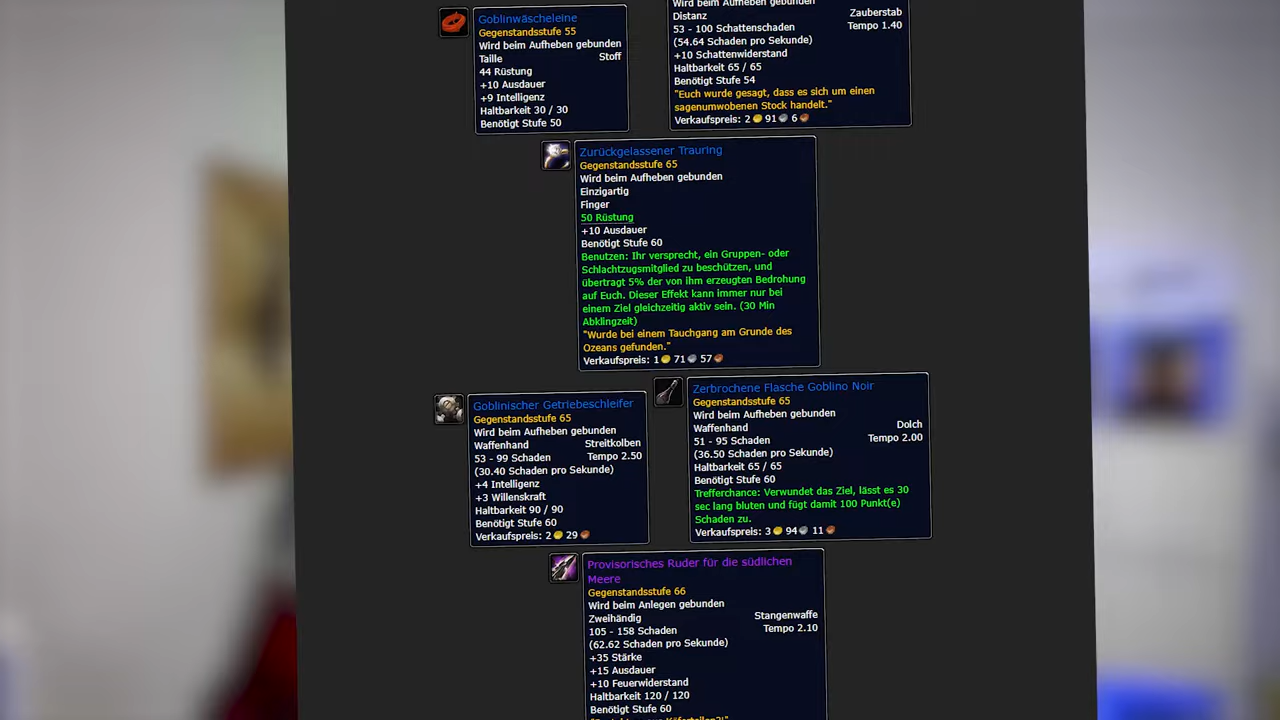 Goblinwäscheleine
Gegenstandsstufe 55
Wird beim Aufheben gebunden
Taille Stoff
44 Rüstung
+10 Ausdauer
+9 Intelligenz
Haltbarkeit 30 / 30
Benötigt Stufe 50
Wird beim Aufheben gebunden
Distanz Zauberstab
53 - 100 Schattenschaden Tempo 1.40
(54.64 Schaden pro Sekunde)
+10 Schattenwiderstand
Haltbarkeit 65 / 65
Benötigt Stufe 54
"Euch wurde gesagt, dass es sich um einen
sagenumwobenen Stock handelt."
Verkaufspreis: 2 91 6
Zurückgelassener Trauring
Gegenstandsstufe 65
Wird beim Aufheben gebunden
Einzigartig
Finger
50 Rüstung
+10 Ausdauer
Benötigt Stufe 60
Benutzen: Ihr versprecht, ein Gruppen- oder
Schlachtzugsmitglied zu beschützen, und
übertragt 5% der von ihm erzeugten Bedrohung
auf Euch. Dieser Effekt kann immer nur bei
einem Ziel gleichzeitig aktiv sein. (30 Min
Abklingzeit)
"Wurde bei einem Tauchgang am Grunde des
Ozeans gefunden."
Verkaufspreis: 1 71 57
Goblinischer Getriebeschleifer
Gegenstandsstufe 65
Wird beim Aufheben gebunden
Waffenhand Streitkolben
53 - 99 Schaden Tempo 2.50
(30.40 Schaden pro Sekunde)
+4 Intelligenz
+3 Willenskraft
Haltbarkeit 90 / 90
Benötigt Stufe 60
Verkaufspreis: 2 29
Zerbrochene Flasche Goblino Noir
Gegenstandsstufe 65
Wird beim Aufheben gebunden
Waffenhand Dolch
51 - 95 Schaden Tempo 2.00
(36.50 Schaden pro Sekunde)
Haltbarkeit 65 / 65
Benötigt Stufe 60
Trefferchance: Verwundet das Ziel, lässt es 30
sec lang bluten und fügt damit 100 Punkt(e)
Schaden zu.
Verkaufspreis: 3 94 11
Provisorisches Ruder für die südlichen
Meere
Gegenstandsstufe 66
Wird beim Anlegen gebunden
Zweihändig Stangenwaffe
105 - 158 Schaden Tempo 2.10
(62.62 Schaden pro Sekunde)
+35 Stärke
+15 Ausdauer
+10 Feuerwiderstand
Haltbarkeit 120 / 120
Benötigt Stufe 60